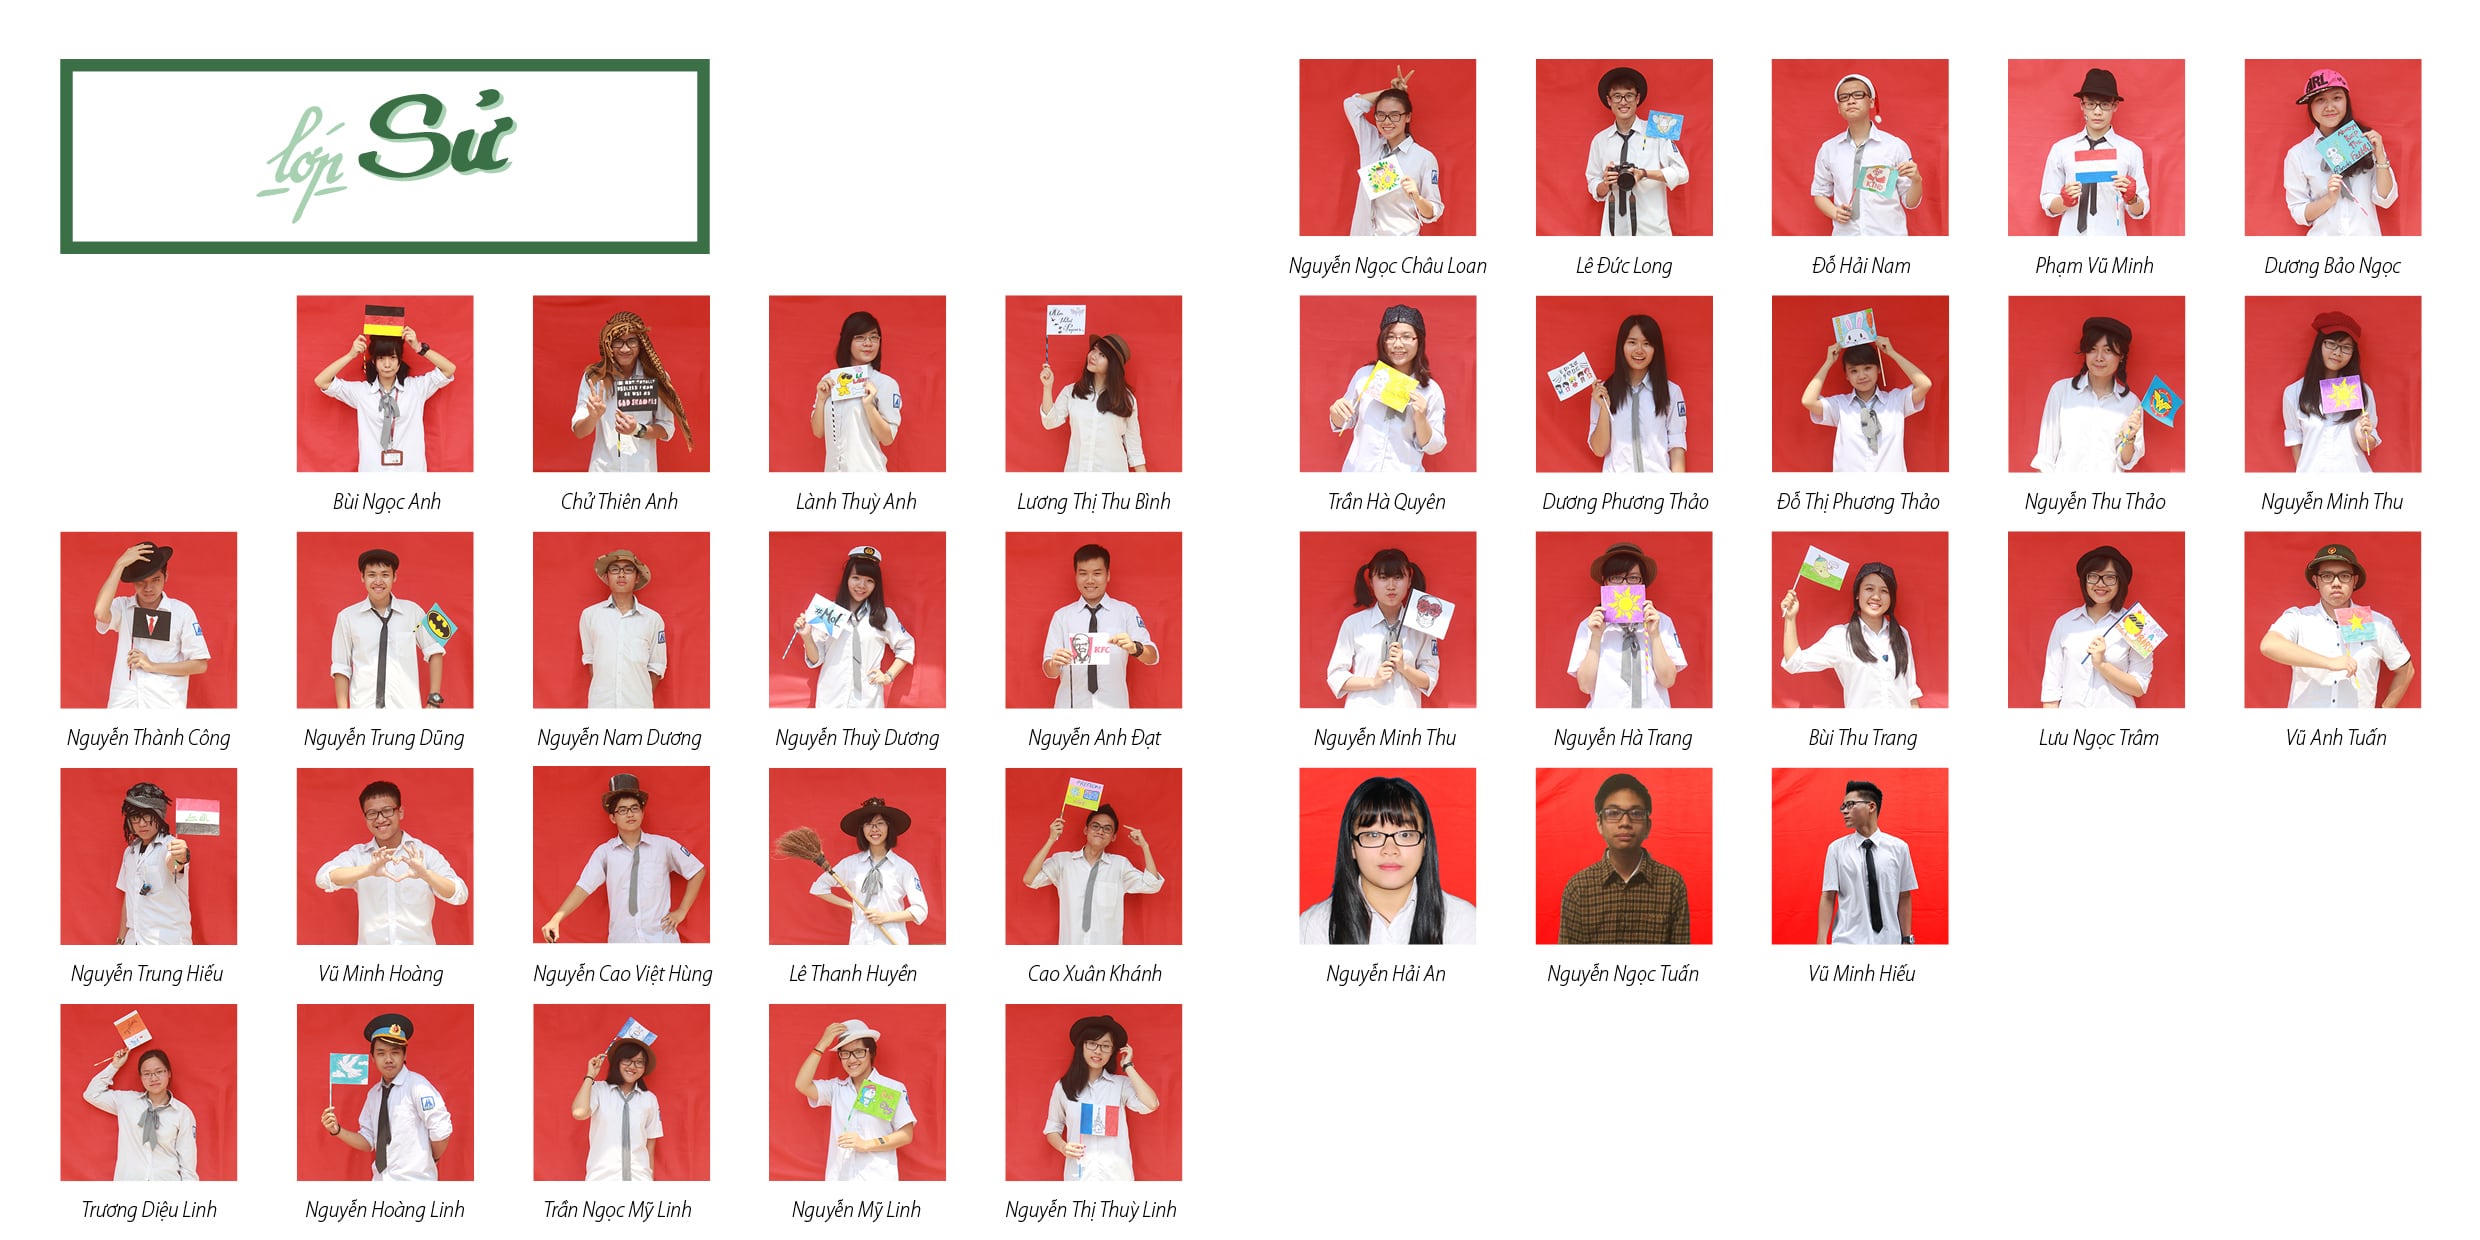 lớp Sử
Bùi Ngọc Anh
Chử Thiên Anh
Lành Thuỳ Anh
Lương Thị Thu Bình
Nguyễn Thành Công
Nguyễn Trung Dũng
Nguyễn Nam Dương
#MOL
Nguyễn Thuỳ Dương
KFC
Nguyễn Anh Đạt
Nguyễn Trung Hiếu
Vũ Minh Hoàng
Nguyễn Cao Việt Hùng
Lê Thanh Huyền
Cao Xuân Khánh
Trương Diệu Linh
Nguyễn Hoàng Linh
Trần Ngọc Mỹ Linh
Nguyễn Mỹ Linh
Nguyễn Thị Thuỳ Linh
Nguyễn Ngọc Châu Loan
Lê Đức Long
KIND
Đỗ Hải Nam
Phạm Vũ Minh
Dương Bảo Ngọc
Trần Hà Quyên
Dương Phương Thảo
Đỗ Thị Phương Thảo
Nguyễn Thu Thảo
Nguyễn Minh Thu
Nguyễn Minh Thu
Nguyễn Hà Trang
Bùi Thu Trang
Lưu Ngọc Trâm
Vũ Anh Tuấn
Nguyễn Hải An
Nguyễn Ngọc Tuấn
Vũ Minh Hiếu